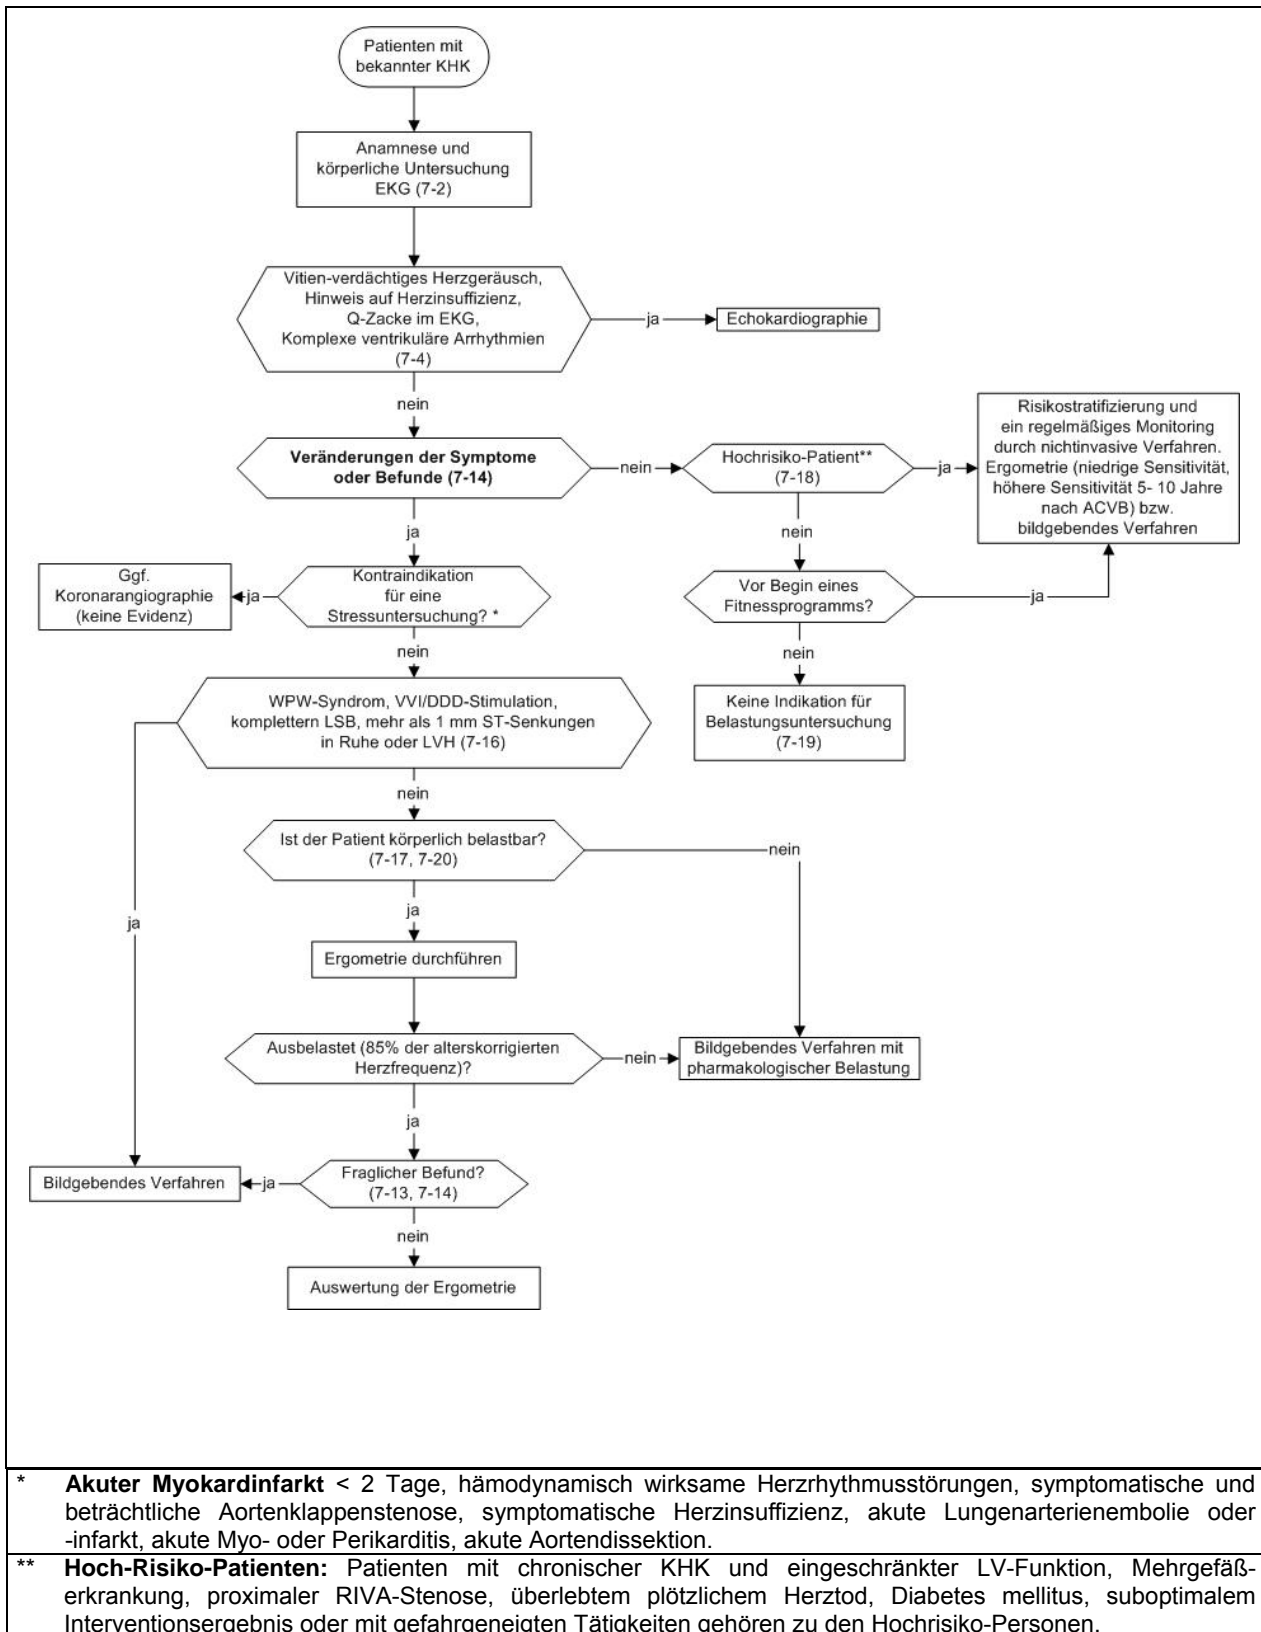 Patienten mit
bekannter KHK
Anamnese und
körperliche Untersuchung
EKG (7-2)
Vitien-verdächtiges Herzgeräusch,
Hinweis auf Herzinsuffizienz,
Q-Zacke im EKG,
Komplexe ventrikuläre Arrhythmien
(7-4)
ja
Echokardiographie
nein
Veränderungen der Symptome
oder Befunde (7-14)
nein
Hochrisiko-Patient**
(7-18)
ja
Risikostratifizierung und
ein regelmäßiges Monitoring
durch nichtinvasive Verfahren.
Ergometrie (niedrige Sensitivität,
höhere Sensitivität 5- 10 Jahre
nach ACVB) bzw.
bildgebendes Verfahren
ja
nein
Ggf.
Koronarangiographie
(keine Evidenz)
ja
Kontraindikation
für eine
Stressuntersuchung? *
Vor Begin eines
Fitnessprogramms?
ja
nein
nein
WPW-Syndrom, VVI/DDD-Stimulation,
komplettern LSB, mehr als 1 mm ST-Senkungen
in Ruhe oder LVH (7-16)
Keine Indikation für
Belastungsuntersuchung
(7-19)
nein
Ist der Patient körperlich belastbar?
(7-17, 7-20)
nein
ja
ja
Ergometrie durchführen
Ausbelastet (85% der alterskorrigierten
Herzfrequenz)?
nein
Bildgebendes Verfahren mit
pharmakologischer Belastung
ja
Bildgebendes Verfahren
ja
Fraglicher Befund?
(7-13, 7-14)
nein
Auswertung der Ergometrie
* Akuter Myokardinfarkt < 2 Tage, hämodynamisch wirksame Herzrhythmusstörungen, symptomatische und
beträchtliche Aortenklappenstenose, symptomatische Herzinsuffizienz, akute Lungenarterienembolie oder
-infarkt, akute Myo- oder Perikarditis, akute Aortendissektion.
** Hoch-Risiko-Patienten: Patienten mit chronischer KHK und eingeschränkter LV-Funktion, Mehrgefäß-
erkrankung, proximaler RIVA-Stenose, überlebtem plötzlichem Herztod, Diabetes mellitus, suboptimalem
Interventionsergebnis oder mit gefahrgeneigten Tätigkeiten gehören zu den Hochrisiko-Personen.